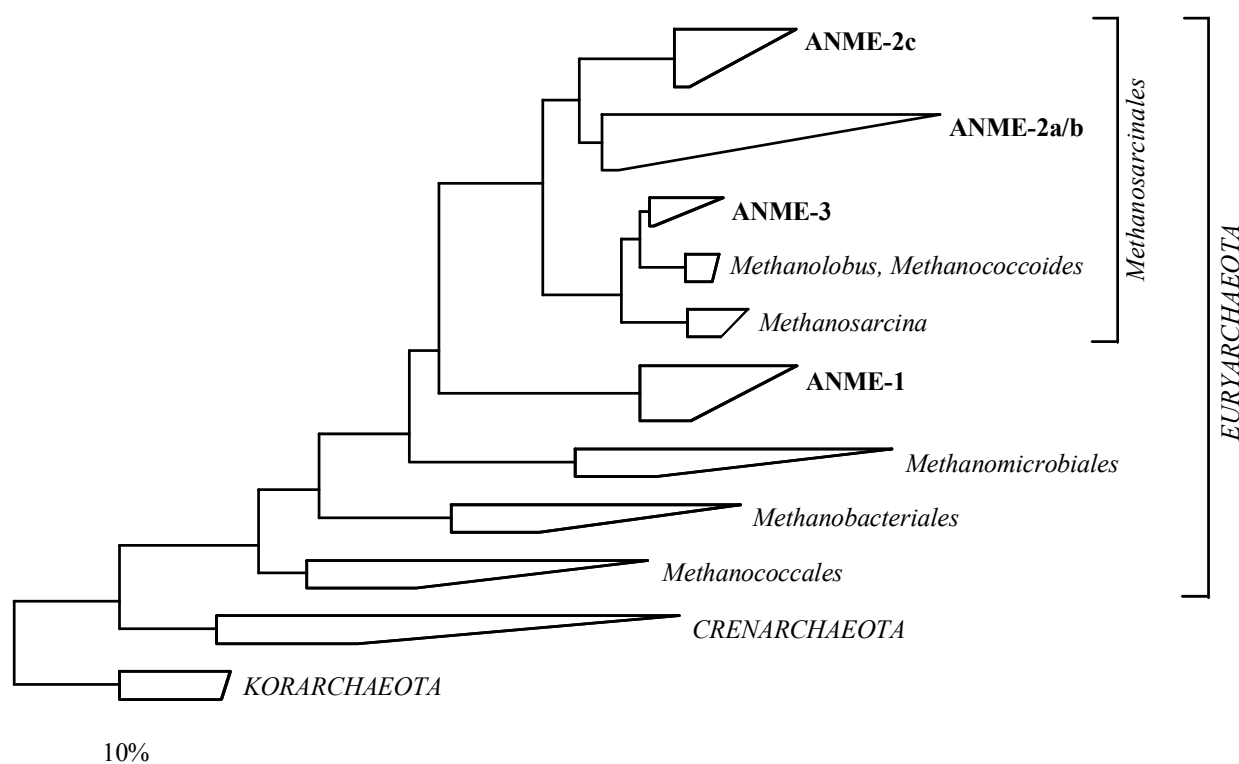 ANME-2c
ANME-2a/b
ANME-3
Methanolobus, Methanococcoides
Methanosarcina
ANME-1
Methanomicrobiales
Methanobacteriales
Methanococcales
CRENARCHAEOTA
KORARCHAEOTA
10%
Methanosarcinales
EURYARCHAEOTA